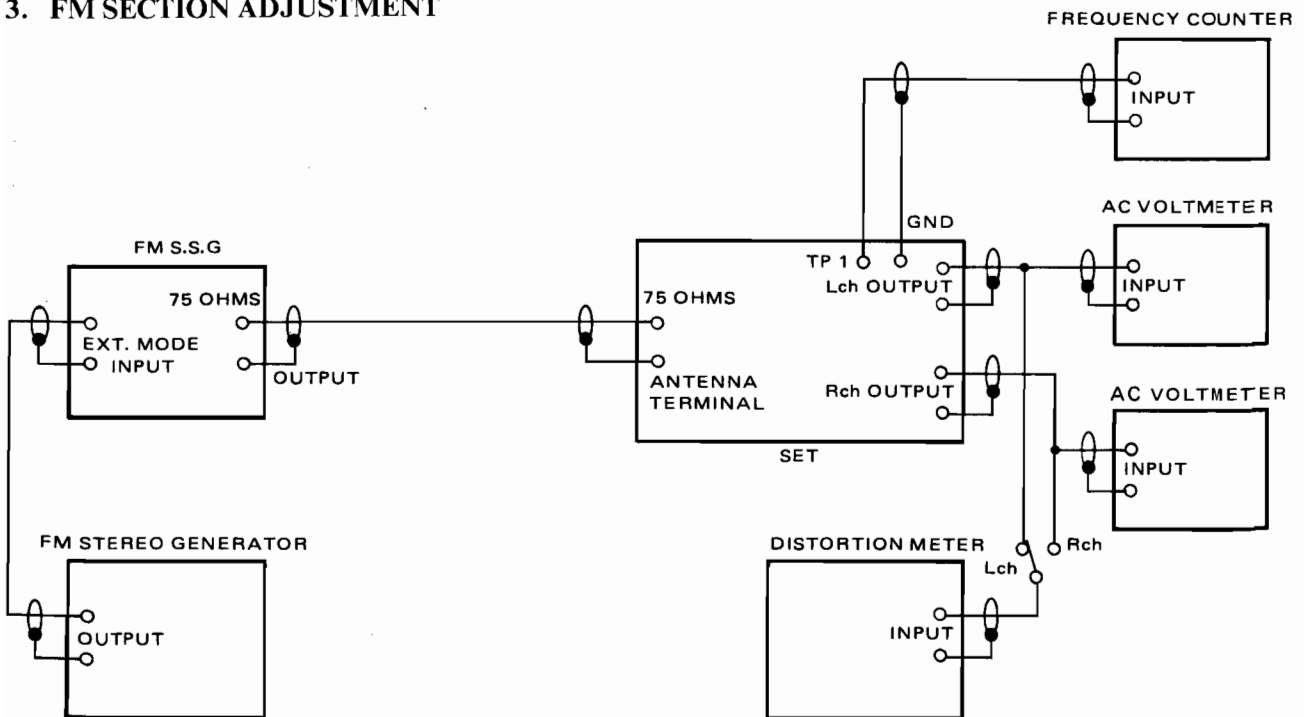 3. FM SECTION ADJUSTMENT
FREQUENCY COUNTER
INPUT
AC VOLTMETER
INPUT
GND
TP 1
Lch OUTPUT
75 OHMS
ANTENNA
TERMINAL
Rch OUTPUT
SET
FM S.S.G
75 OHMS
EXT. MODE
INPUT
OUTPUT
AC VOLTMETER
INPUT
FM STEREO GENERATOR
OUTPUT
DISTORTION METER
Lch
Rch
INPUT